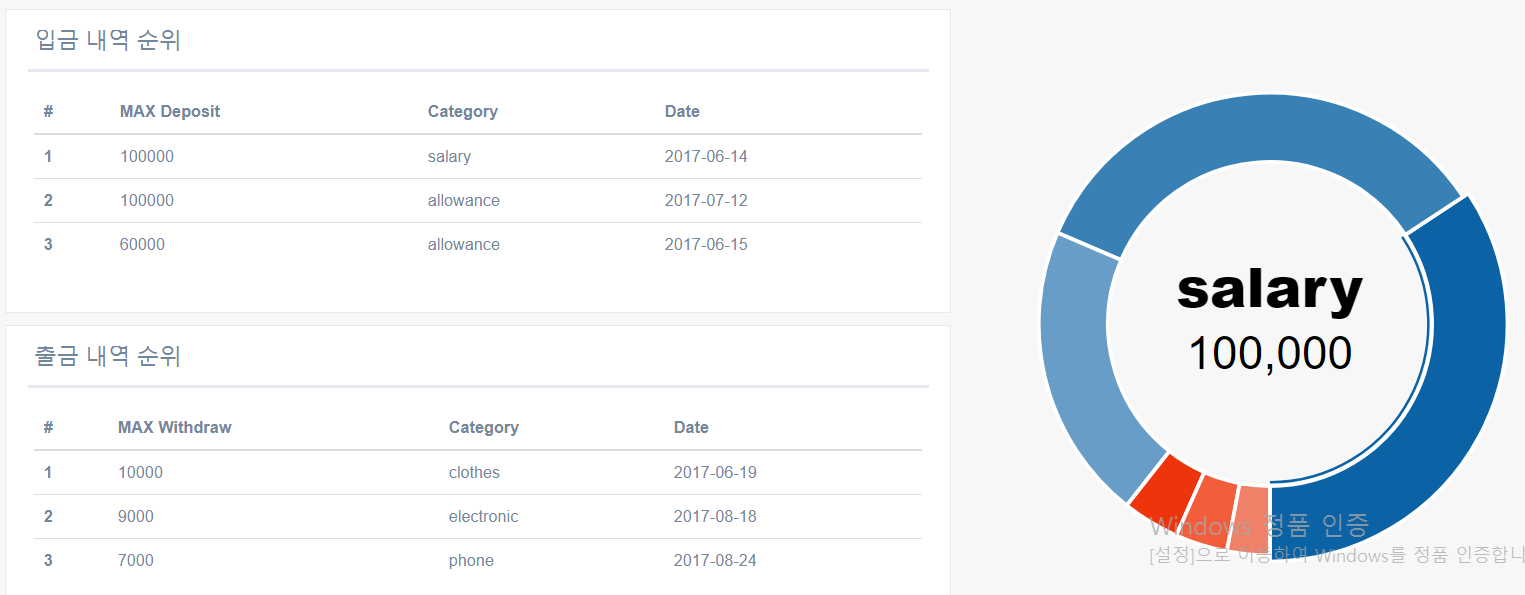 입금 내역 순위
# MAX Deposit Category Date
1 100000 salary 2017-06-14
2 100000 allowance 2017-07-12
3 60000 allowance 2017-06-15
출금 내역 순위
# MAX Withdraw Category Date
1 10000 clothes 2017-06-19
2 9000 electronic 2017-08-18
3 7000 phone 2017-08-24
salary
100,000
Windows 정품 인증
[설정]으로 이동하여 Windows를 정품 인증합니